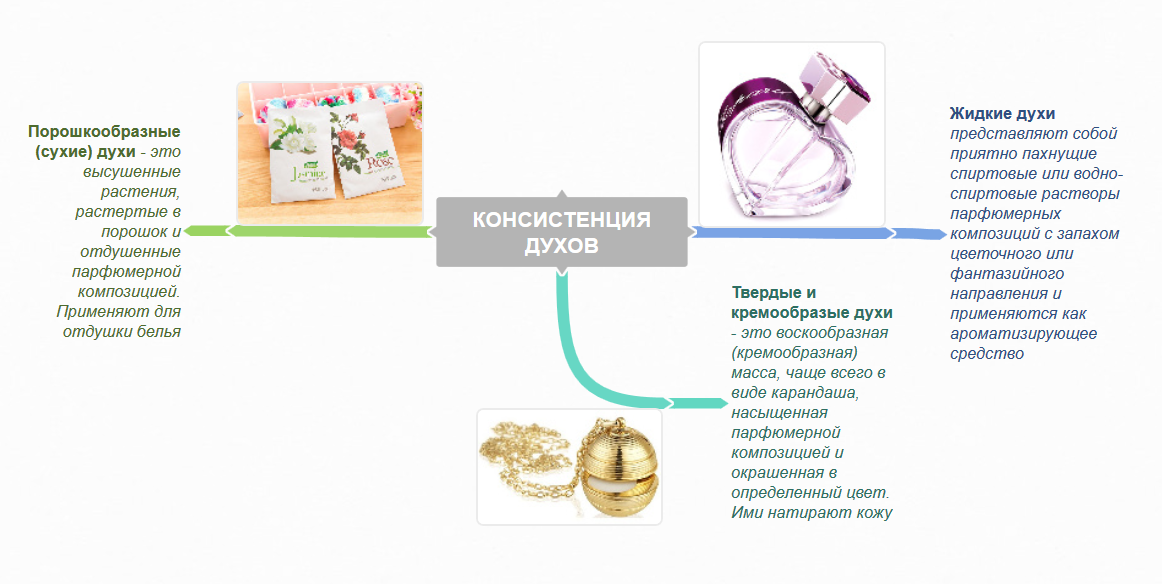 КОНСИСТЕНЦИЯ
ДУХОВ
Порошкообразные
(сухие) духи - это
высушенные
растения,
растертые в
порошок и
отдушенные
парфюмерной
композицией.
Применяют для
отдушки белья
Rose
Жидкие духи
представляют собой
приятно пахнущие
спиртовые или водно-
спиртовые растворы
парфюмерных
композиций с запахом
цветочного или
фантазийного
направления и
применяются как
ароматизирующее
средство
Твердые и
кремообразые духи
- это воскообразная
(кремообразная)
масса, чаще всего в
виде карандаша,
насыщенная
парфюмерной
композицией и
окрашенная в
определенный цвет.
Ими натирают кожу